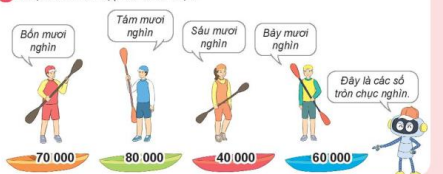 Bốn mươi
nghìn
Tám mươi
nghìn
Sáu mươi
nghìn
Bảy mươi
nghìn
Đây là các số
tròn chục nghìn.
70 000
80 000
40 000
60 000